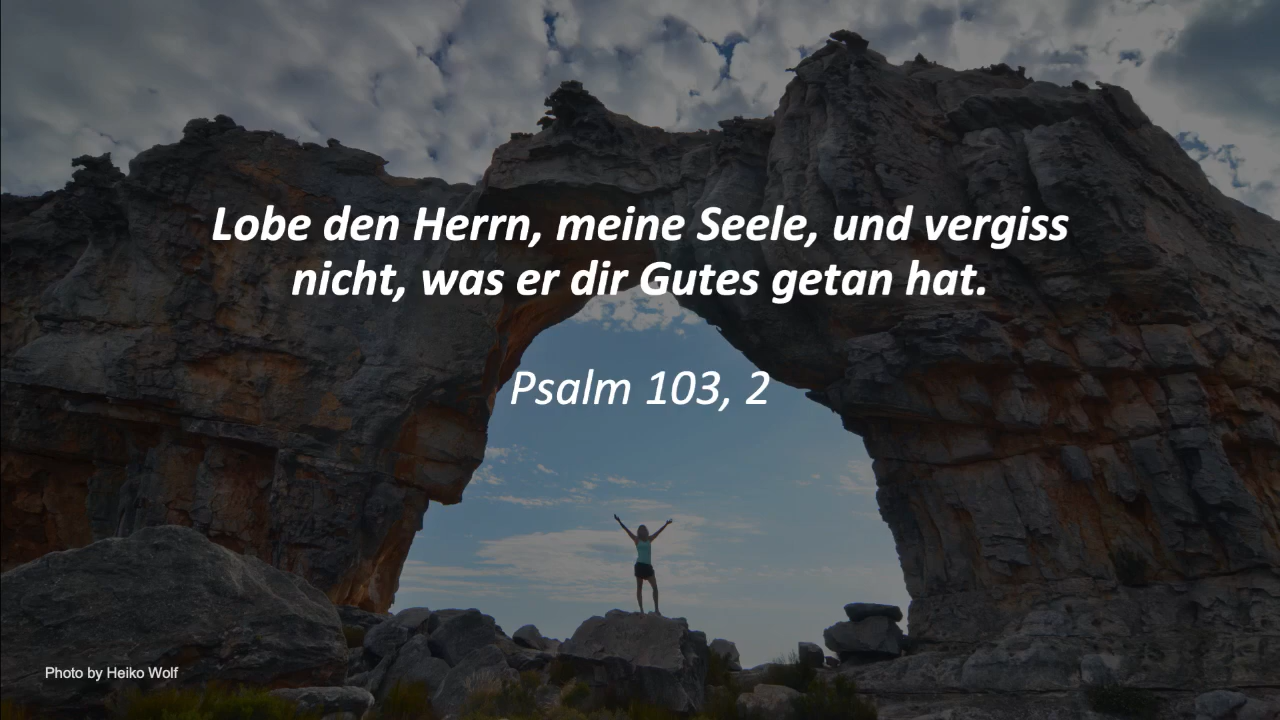 Lobe den Herrn, meine Seele, und vergiss
nicht, was er dir Gutes getan hat.
Psalm 103, 2
Photo by Heiko Wolf